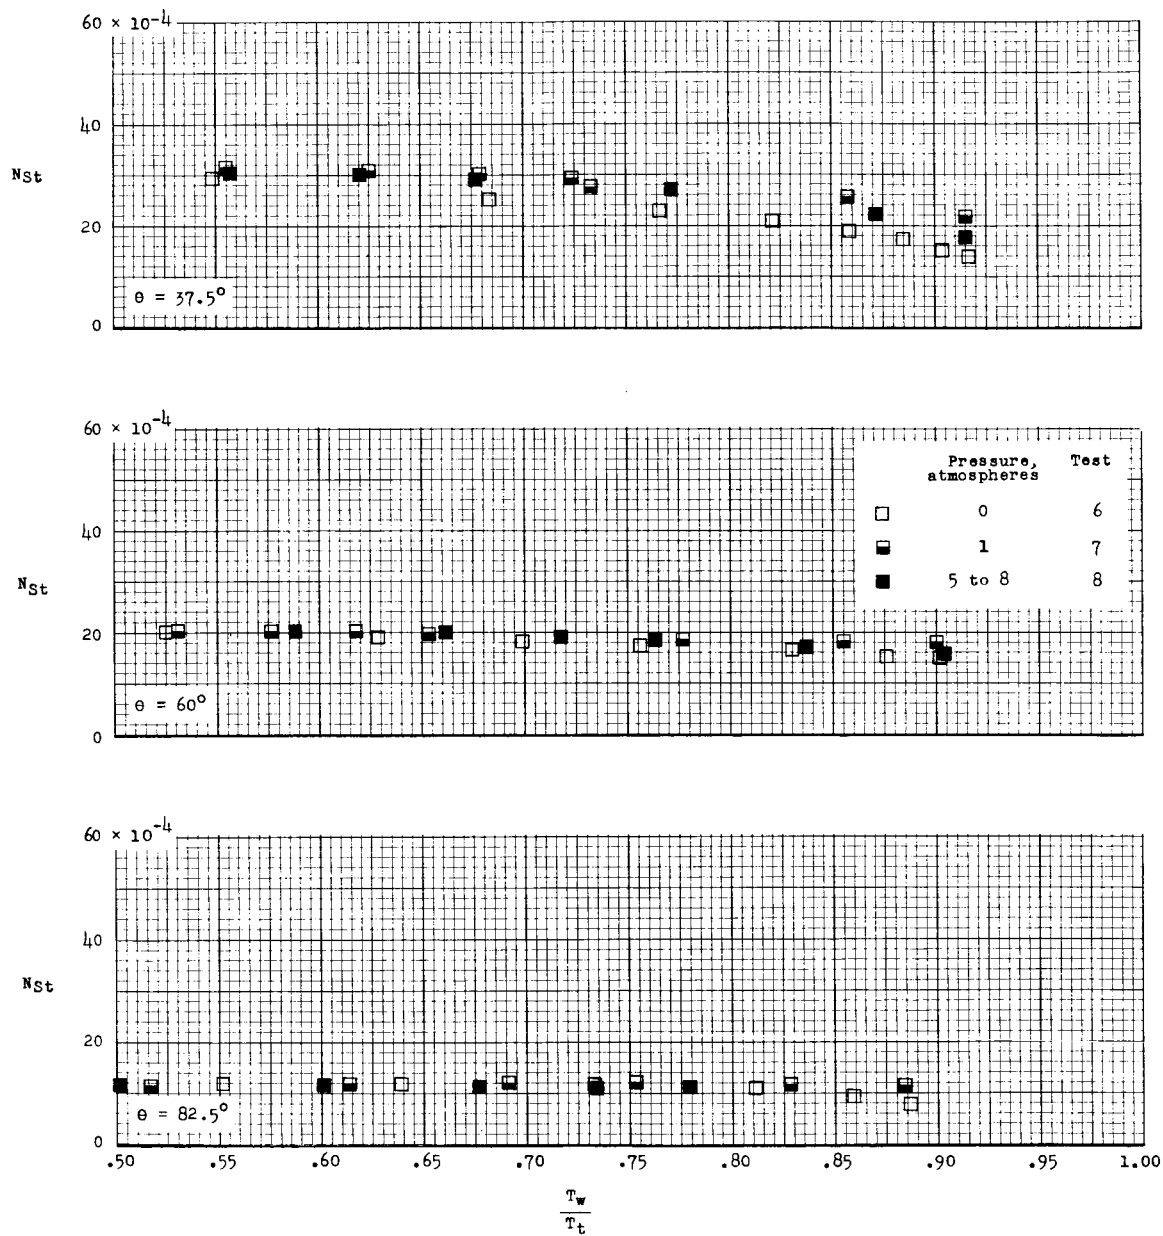 60 × 10⁻⁴
40
N_St
20
θ = 37.5°
0
60 × 10⁻⁴
Pressure, atmospheres Test
0 6
40
1 7
5 to 8 8
N_St
20
θ = 60°
0
60 × 10⁻⁴
40
N_St
20
θ = 82.5°
0
.50 .55 .60 .65 .70 .75 .80 .85 .90 .95 1.00
T_w
T_t